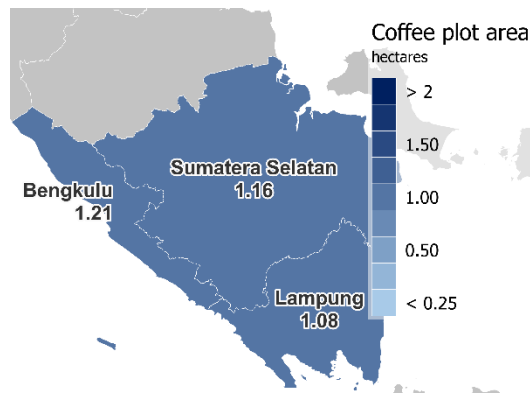 Coffee plot area
hectares
> 2
1.50
1.00
0.50
< 0.25
Sumatera Selatan
1.16
Bengkulu
1.21
Lampung
1.08